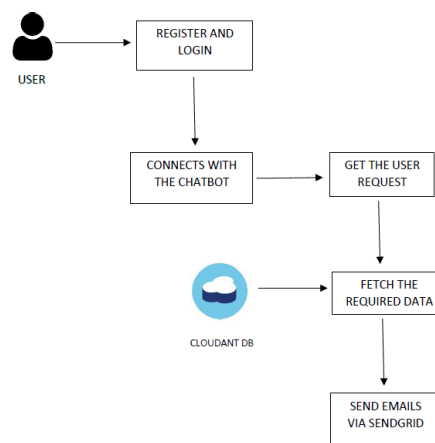 REGISTER AND
LOGIN
USER
CONNECTS WITH
THE CHATBOT
GET THE USER
REQUEST
FETCH THE
REQUIRED DATA
CLOUDANT DB
SEND EMAILS
VIA SENDGRID